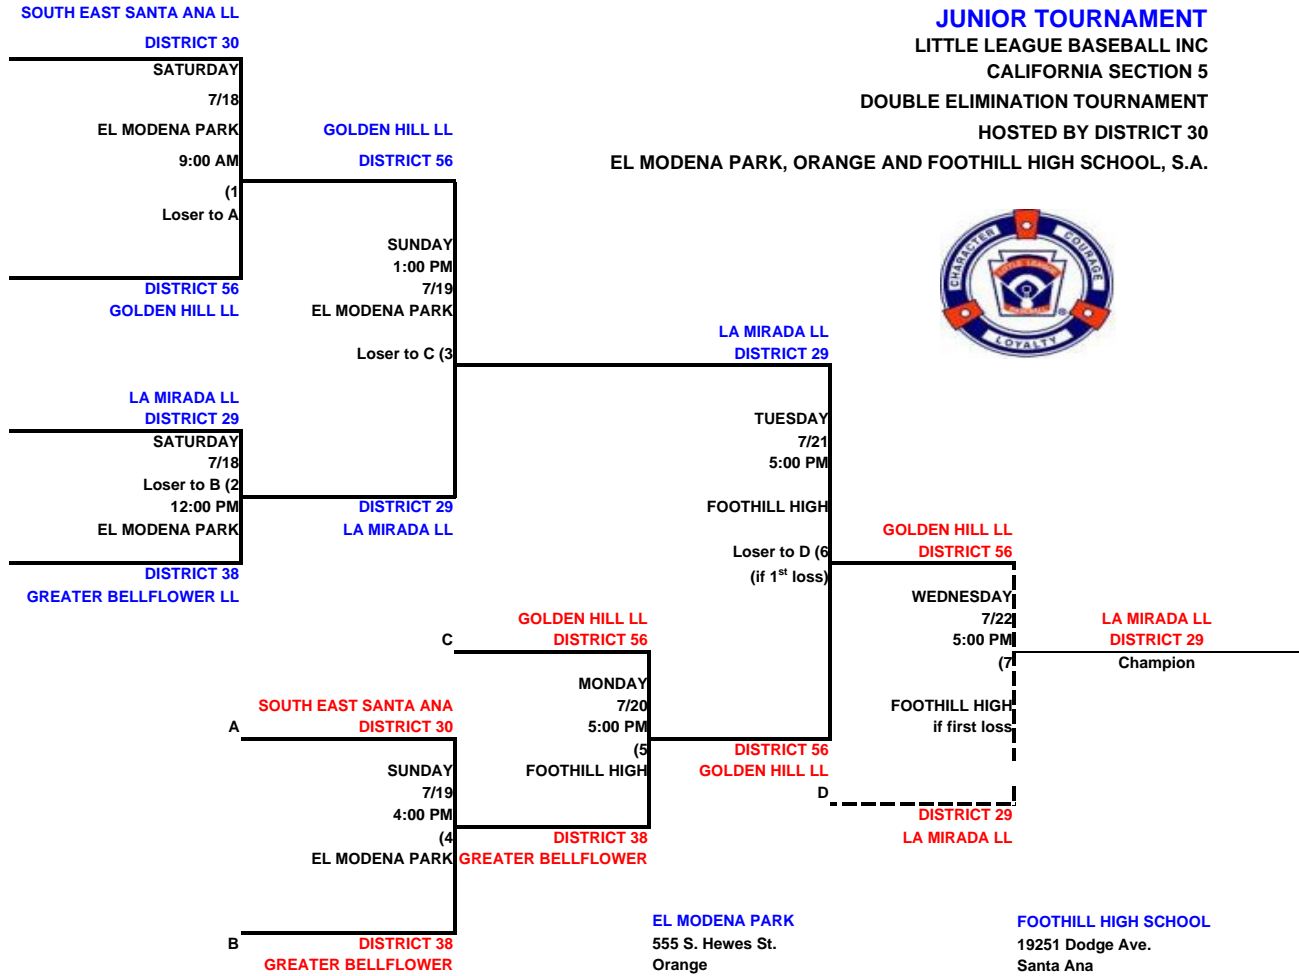 JUNIOR TOURNAMENT
LITTLE LEAGUE BASEBALL INC
CALIFORNIA SECTION 5
DOUBLE ELIMINATION TOURNAMENT
HOSTED BY DISTRICT 30
EL MODENA PARK, ORANGE AND FOOTHILL HIGH SCHOOL, S.A.
CHARACTER
COURAGE
LOYALTY
LITTLE LEAGUE
®
SOUTH EAST SANTA ANA LL
DISTRICT 30
SATURDAY
7/18
EL MODENA PARK
9:00 AM
(1
Loser to A
DISTRICT 56
GOLDEN HILL LL
LA MIRADA LL
DISTRICT 29
SATURDAY
7/18
Loser to B (2
12:00 PM
EL MODENA PARK
DISTRICT 38
GREATER BELLFLOWER LL
GOLDEN HILL LL
DISTRICT 56
SUNDAY
1:00 PM
7/19
EL MODENA PARK
Loser to C (3
DISTRICT 29
LA MIRADA LL
LA MIRADA LL
DISTRICT 29
TUESDAY
7/21
5:00 PM
FOOTHILL HIGH
Loser to D (6
(if 1st loss)
DISTRICT 56
GOLDEN HILL LL
D
GOLDEN HILL LL
DISTRICT 56
C
MONDAY
7/20
5:00 PM
(5
FOOTHILL HIGH
DISTRICT 38
GREATER BELLFLOWER
SOUTH EAST SANTA ANA
A
DISTRICT 30
SUNDAY
7/19
4:00 PM
(4
EL MODENA PARK
B
DISTRICT 38
GREATER BELLFLOWER
GOLDEN HILL LL
DISTRICT 56
WEDNESDAY
7/22
5:00 PM
(7
FOOTHILL HIGH
if first loss
DISTRICT 29
LA MIRADA LL
LA MIRADA LL
DISTRICT 29
Champion
EL MODENA PARK
555 S. Hewes St.
Orange
FOOTHILL HIGH SCHOOL
19251 Dodge Ave.
Santa Ana